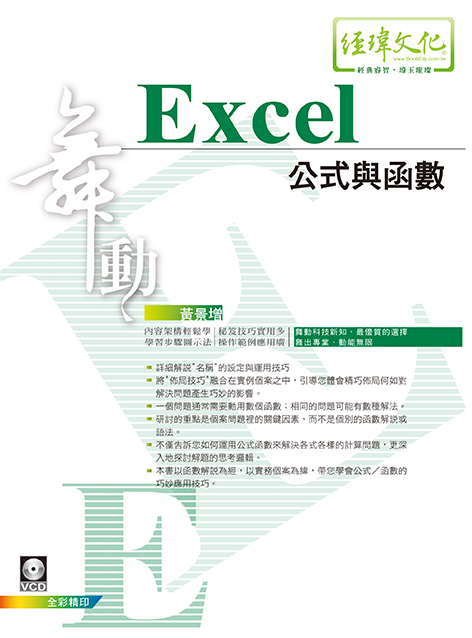 經瑋文化
www.BookCity.com.tw
經典睿智・瑋玉璀璨
Excel
公式與函數
舞動
黃景增
內容架構輕鬆學 秘笈技巧實用多
學習步驟圖示法 操作範例應用廣
舞動科技新知，最優質的選擇
舞出專業，動能無限
詳細解說"名稱"的設定與運用技巧
將"佈局技巧"融合在實例個案之中，引導您體會精巧佈局何如對
解決問題產生巧妙的影響。
一個問題通常需要動用數個函數；相同的問題可能有數種解法。
研討的重點是個案問題裡的關鍵因素，而不是個別的函數解說或
語法。
不僅告訴您如何運用公式函數來解決各式各樣的計算問題，更深
入地探討解題的思考邏輯。
本書以函數解說為經，以實務個案為緯，帶您學會公式／函數的
巧妙應用技巧。
E
VCD
全彩精印